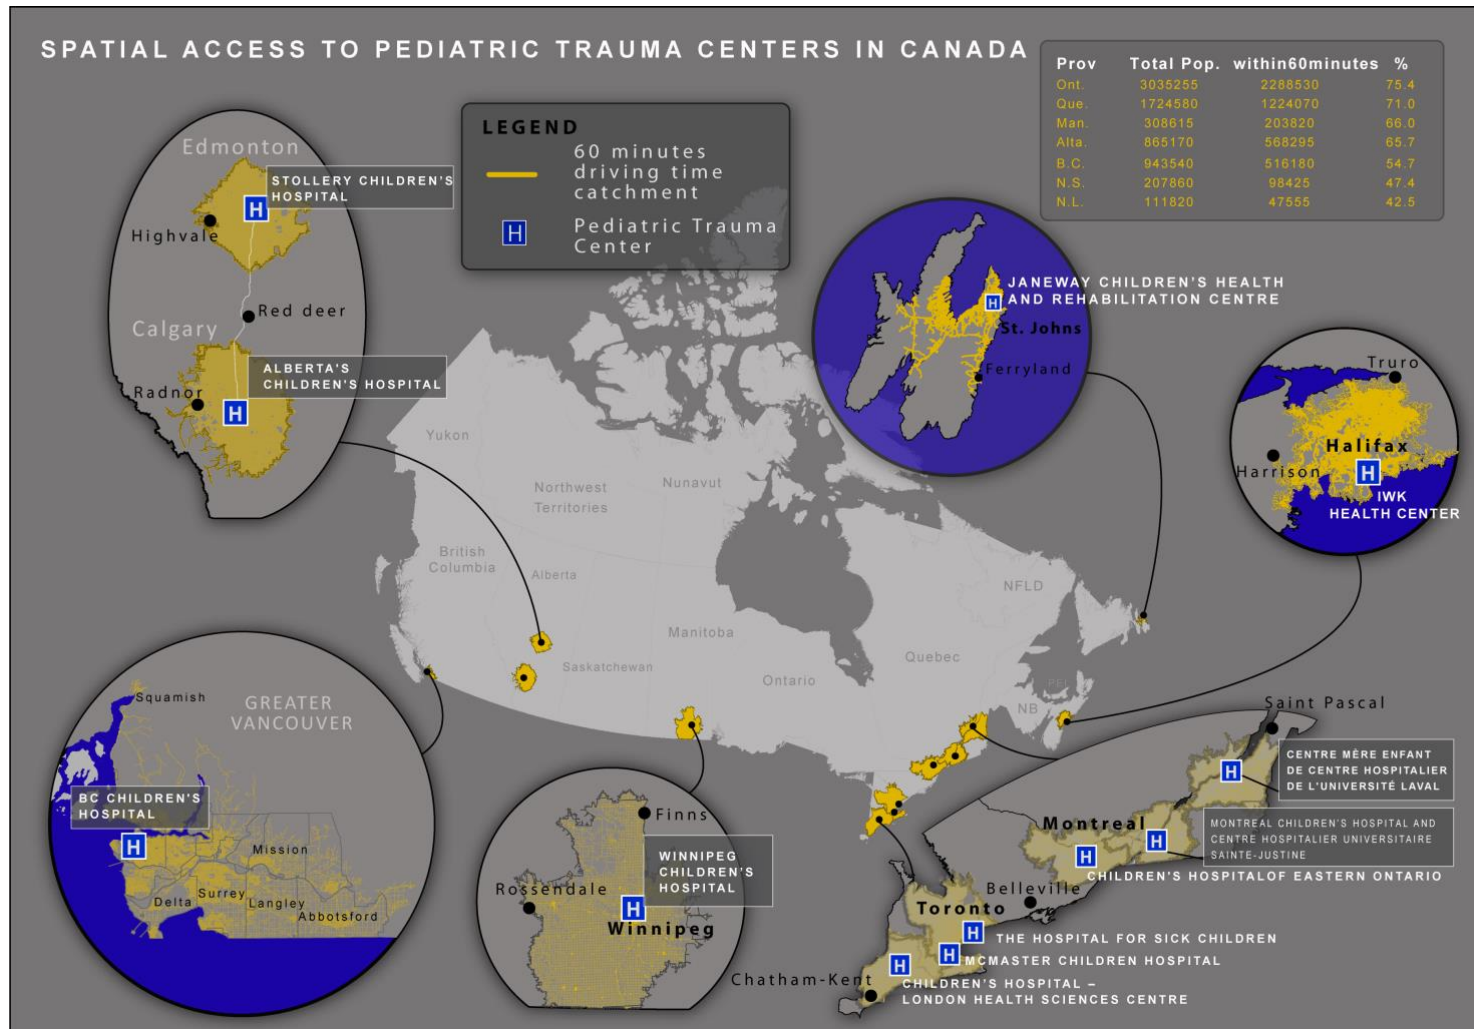 SPATIAL ACCESS TO PEDIATRIC TRAUMA CENTERS IN CANADA
Prov Total Pop. within60minutes %
Ont. 3035255 2288530 75.4
Que. 1724580 1224070 71.0
Man. 308615 203820 66.0
Alta. 865170 568295 65.7
B.C. 943540 516180 54.7
N.S. 207860 98425 47.4
N.L. 111820 47555 42.5
LEGEND
60 minutes
driving time
catchment
H
Pediatric Trauma
Center
Edmonton
STOLLERY CHILDREN'S
HOSPITAL
H
Highvale
Red deer
Calgary
ALBERTA'S
CHILDREN'S HOSPITAL
Radnor
H
JANEWAY CHILDREN'S HEALTH
AND REHABILITATION CENTRE
H
St. Johns
Ferryland
Truro
Halifax
Harrison
H
IWK
HEALTH CENTER
Yukon
Northwest
Territories
Nunavut
British
Columbia
Alberta
Saskatchewan
Manitoba
Ontario
Quebec
NFLD
PEI
NB
Squamish
GREATER
VANCOUVER
BC CHILDREN'S
HOSPITAL
H
Mission
Delta
Surrey
Langley
Abbotsford
Finns
WINNIPEG
CHILDREN'S
HOSPITAL
Rossendale
H
Winnipeg
Saint Pascal
CENTRE MÈRE ENFANT
DE CENTRE HOSPITALIER
DE L'UNIVERSITÉ LAVAL
H
Montreal
H
MONTREAL CHILDREN'S HOSPITAL AND
CENTRE HOSPITALIER UNIVERSITAIRE
SAINTE-JUSTINE
H
CHILDREN'S HOSPITALOF EASTERN ONTARIO
Belleville
Toronto
H
THE HOSPITAL FOR SICK CHILDREN
H
MCMASTER CHILDREN HOSPITAL
H
Chatham-Kent
CHILDREN'S HOSPITAL –
LONDON HEALTH SCIENCES CENTRE